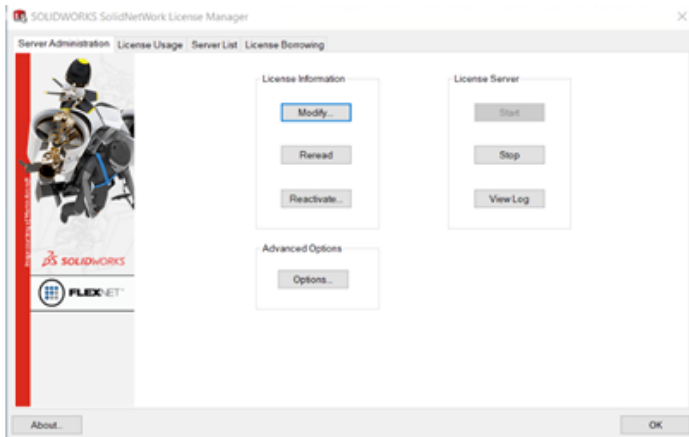 SOLIDWORKS SolidNetWork License Manager
Server Administration License Usage Server List License Borrowing
License Information License Server
Modify... Start
Reread Stop
Reactivate... View Log
Advanced Options
Options...
SOLIDWORKS
FLEXNET
About... OK